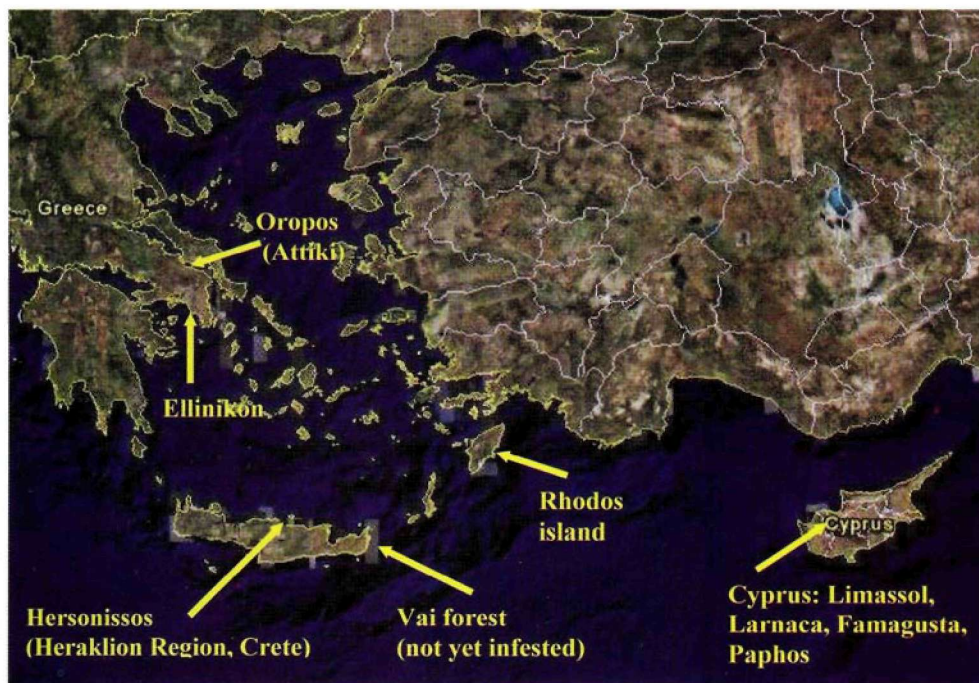 Greece
Oropos
(Attiki)
Ellinikon
Rhodos
island
Cyprus
Hersonissos
(Heraklion Region, Crete)
Vai forest
(not yet infested)
Cyprus: Limassol,
Larnaca, Famagusta,
Paphos